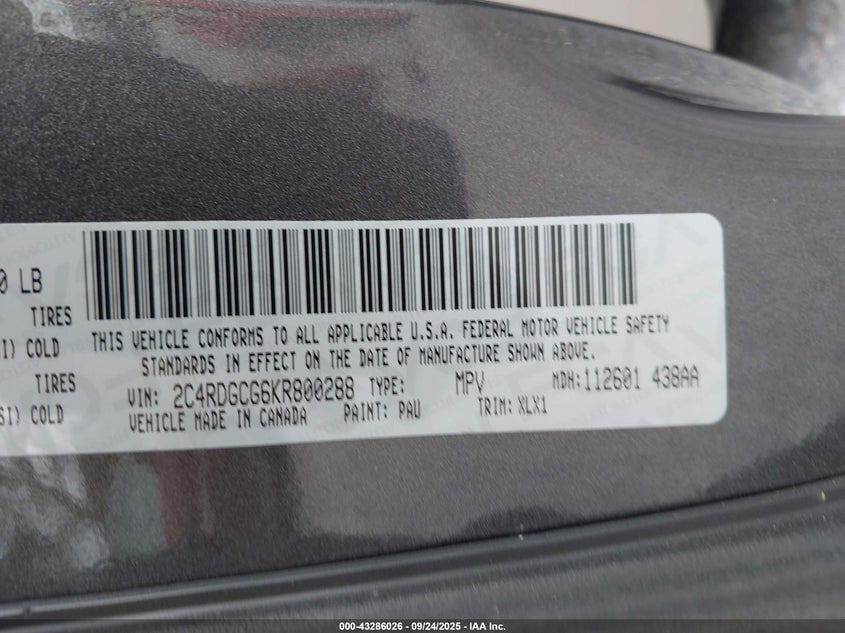 0 LB
TIRES
SI) COLD
TIRES
SI) COLD
THIS VEHICLE CONFORMS TO ALL APPLICABLE U.S.A. FEDERAL MOTOR VEHICLE SAFETY
STANDARDS IN EFFECT ON THE DATE OF MANUFACTURE SHOWN ABOVE.
VIN: 2C4RDGCG6KR800288 TYPE: MPV MDH:112601 438AA
VEHICLE MADE IN CANADA PAINT: PAU TRIM: XLX1
000-43286026 - 09/24/2025 - IAA Inc.